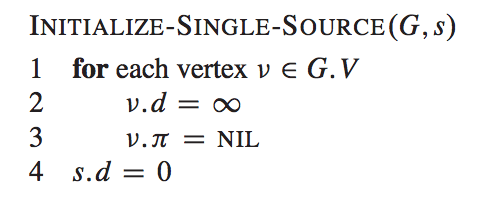 INITIALIZE-SINGLE-SOURCE(G, s)
1 for each vertex v ∈ G.V
2 v.d = ∞
3 v.π = NIL
4 s.d = 0